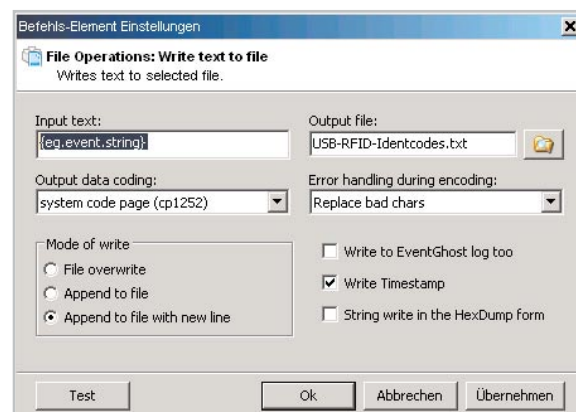 Befehls-Element Einstellungen
File Operations: Write text to file
Writes text to selected file.
Input text:
{eg.event.string}
Output file:
USB-RFID-Identcodes.txt
Output data coding:
system code page (cp1252)
Error handling during encoding:
Replace bad chars
Mode of write
File overwrite
Append to file
Append to file with new line
Write to EventGhost log too
Write Timestamp
String write in the HexDump form
Test
Ok
Abbrechen
Übernehmen